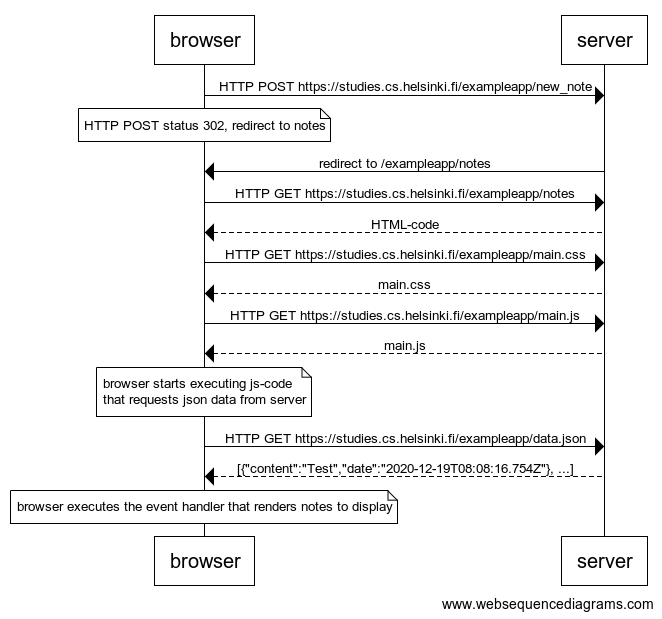 browser
server
HTTP POST https://studies.cs.helsinki.fi/exampleapp/new_note
HTTP POST status 302, redirect to notes
redirect to /exampleapp/notes
HTTP GET https://studies.cs.helsinki.fi/exampleapp/notes
HTML-code
HTTP GET https://studies.cs.helsinki.fi/exampleapp/main.css
main.css
HTTP GET https://studies.cs.helsinki.fi/exampleapp/main.js
main.js
browser starts executing js-code
that requests json data from server
HTTP GET https://studies.cs.helsinki.fi/exampleapp/data.json
[{"content":"Test","date":"2020-12-19T08:08:16.754Z"}, ...]
browser executes the event handler that renders notes to display
browser
server
www.websequencediagrams.com